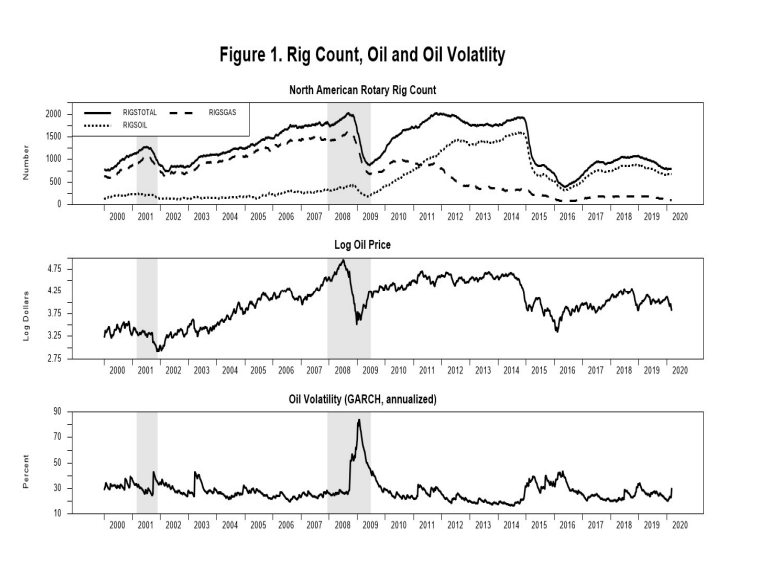 Figure 1. Rig Count, Oil and Oil Volatlity
North American Rotary Rig Count
RIGSTOTAL RIGSGAS
RIGSOIL
Number
2000
1500
1000
500
0
2000 2001 2002 2003 2004 2005 2006 2007 2008 2009 2010 2011 2012 2013 2014 2015 2016 2017 2018 2019 2020
Log Oil Price
Log Dollars
4.75
4.25
3.75
3.25
2.75
2000 2001 2002 2003 2004 2005 2006 2007 2008 2009 2010 2011 2012 2013 2014 2015 2016 2017 2018 2019 2020
Oil Volatility (GARCH, annualized)
Percent
90
70
50
30
10
2000 2001 2002 2003 2004 2005 2006 2007 2008 2009 2010 2011 2012 2013 2014 2015 2016 2017 2018 2019 2020